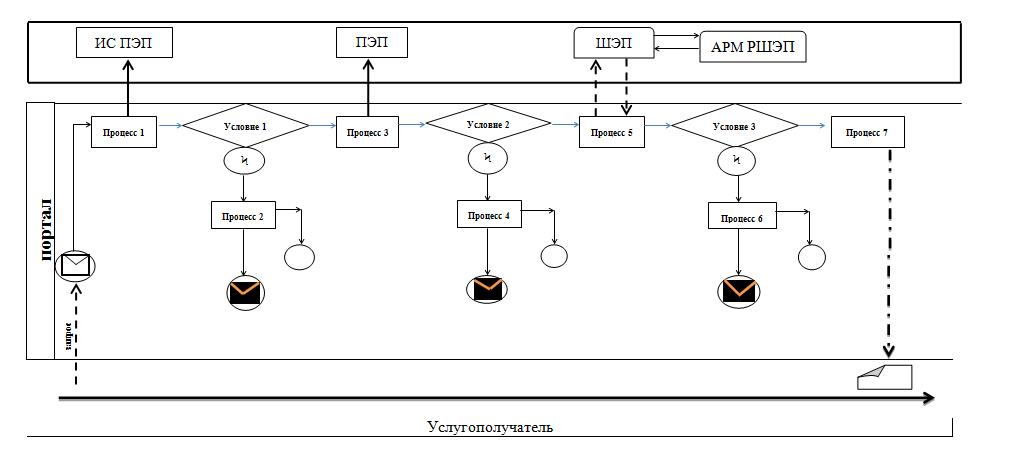 ИС ПЭП
ПЭП
ШЭП
АРМ РШЭП
Процесс 1
Условие 1
Процесс 3
Условие 2
Процесс 5
Условие 3
Процесс 7
Процесс 2
Процесс 4
Процесс 6
портал
запрос
Услугополучатель